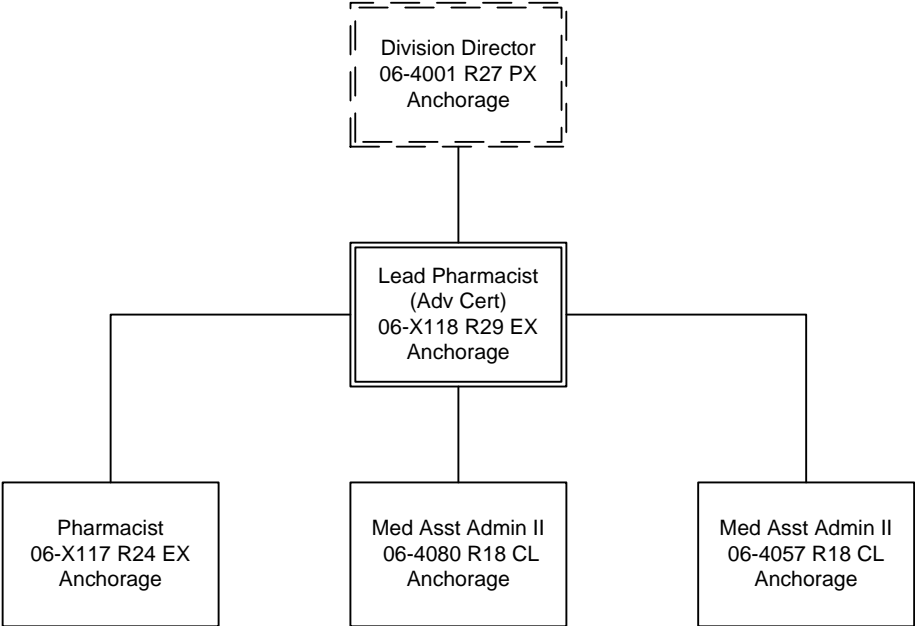 Division Director
06-4001 R27 PX
Anchorage
Lead Pharmacist
(Adv Cert)
06-X118 R29 EX
Anchorage
Pharmacist
06-X117 R24 EX
Anchorage
Med Asst Admin II
06-4080 R18 CL
Anchorage
Med Asst Admin II
06-4057 R18 CL
Anchorage